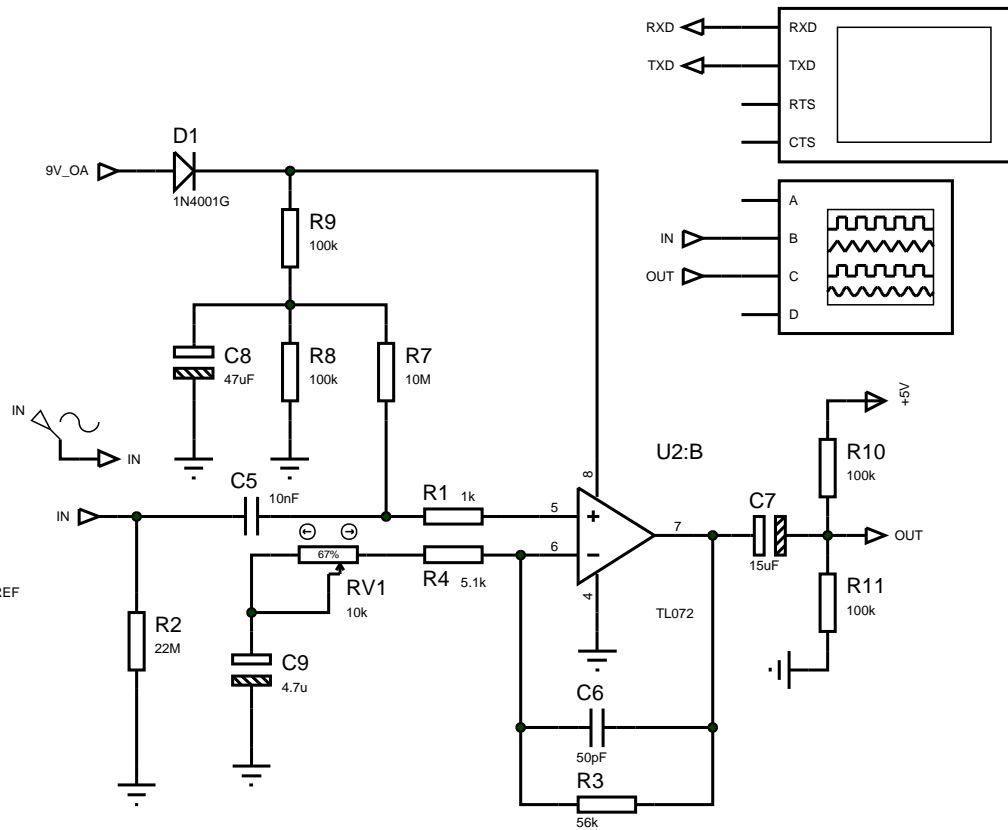 RXD
RXD
TXD
TXD
RTS
CTS
D1
9V_OA
1N4001G
A
IN
B
OUT
C
D
R9
100k
C8
47uF
R8
100k
R7
10M
IN
IN
+5V
U2:B
R10
100k
C5
10nF
R1
1k
8
5
IN
6
7
C7
15uF
OUT
67%
R4
5.1k
RV1
10k
4
TL072
R11
100k
REF
R2
22M
C9
4.7u
C6
50pF
R3
56k